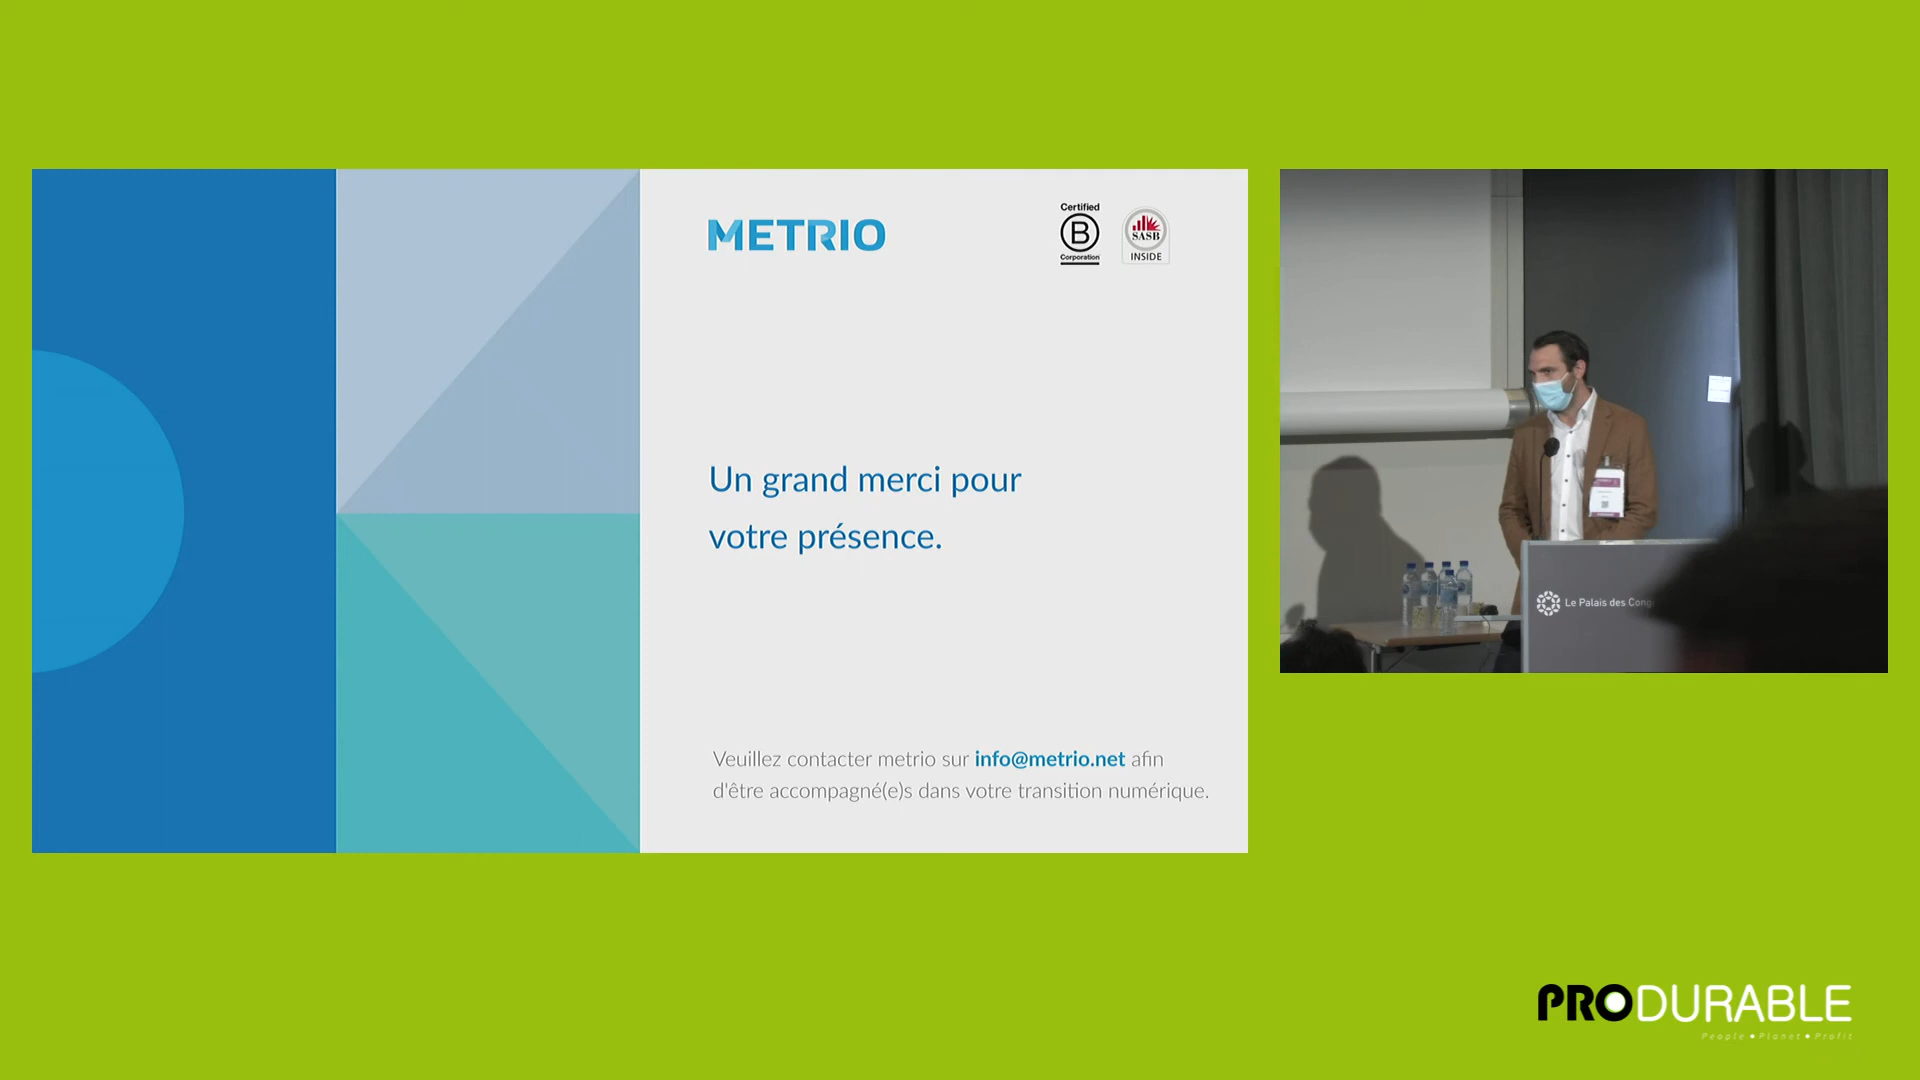 METRIO
Certified
B
Corporation
SASB
INSIDE
Un grand merci pour
votre présence.
Veuillez contacter metrio sur info@metrio.net afin
d'être accompagné(e)s dans votre transition numérique.
Le Palais des Cong
PRODURABLE
People • Planet • Profit